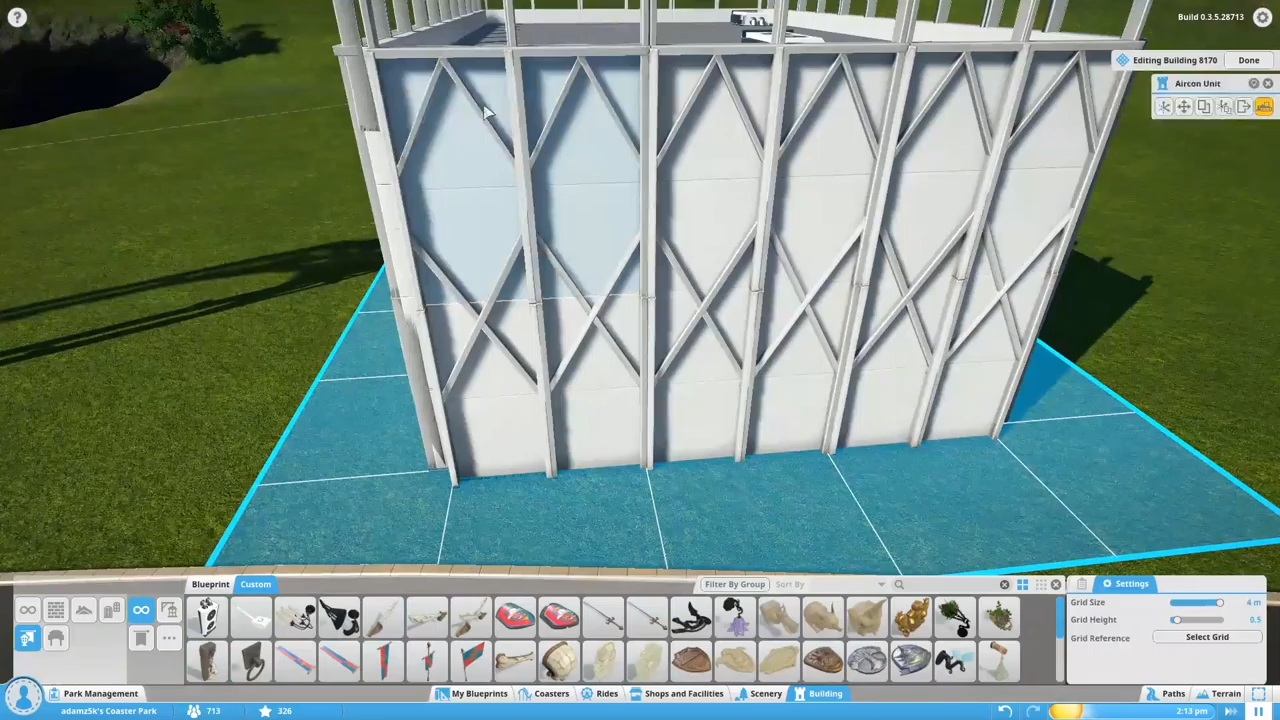 ?
Build 0.3.5.28713
Editing Building 8170
Done
Aircon Unit
Blueprint
Custom
Filter By Group
Sort By
Settings
Grid Size
4 m
Grid Height
0.5
Grid Reference
Select Grid
Park Management
My Blueprints
Coasters
Rides
Shops and Facilities
Scenery
Building
Paths
Terrain
adamz5k's Coaster Park
713
326
2:13 pm